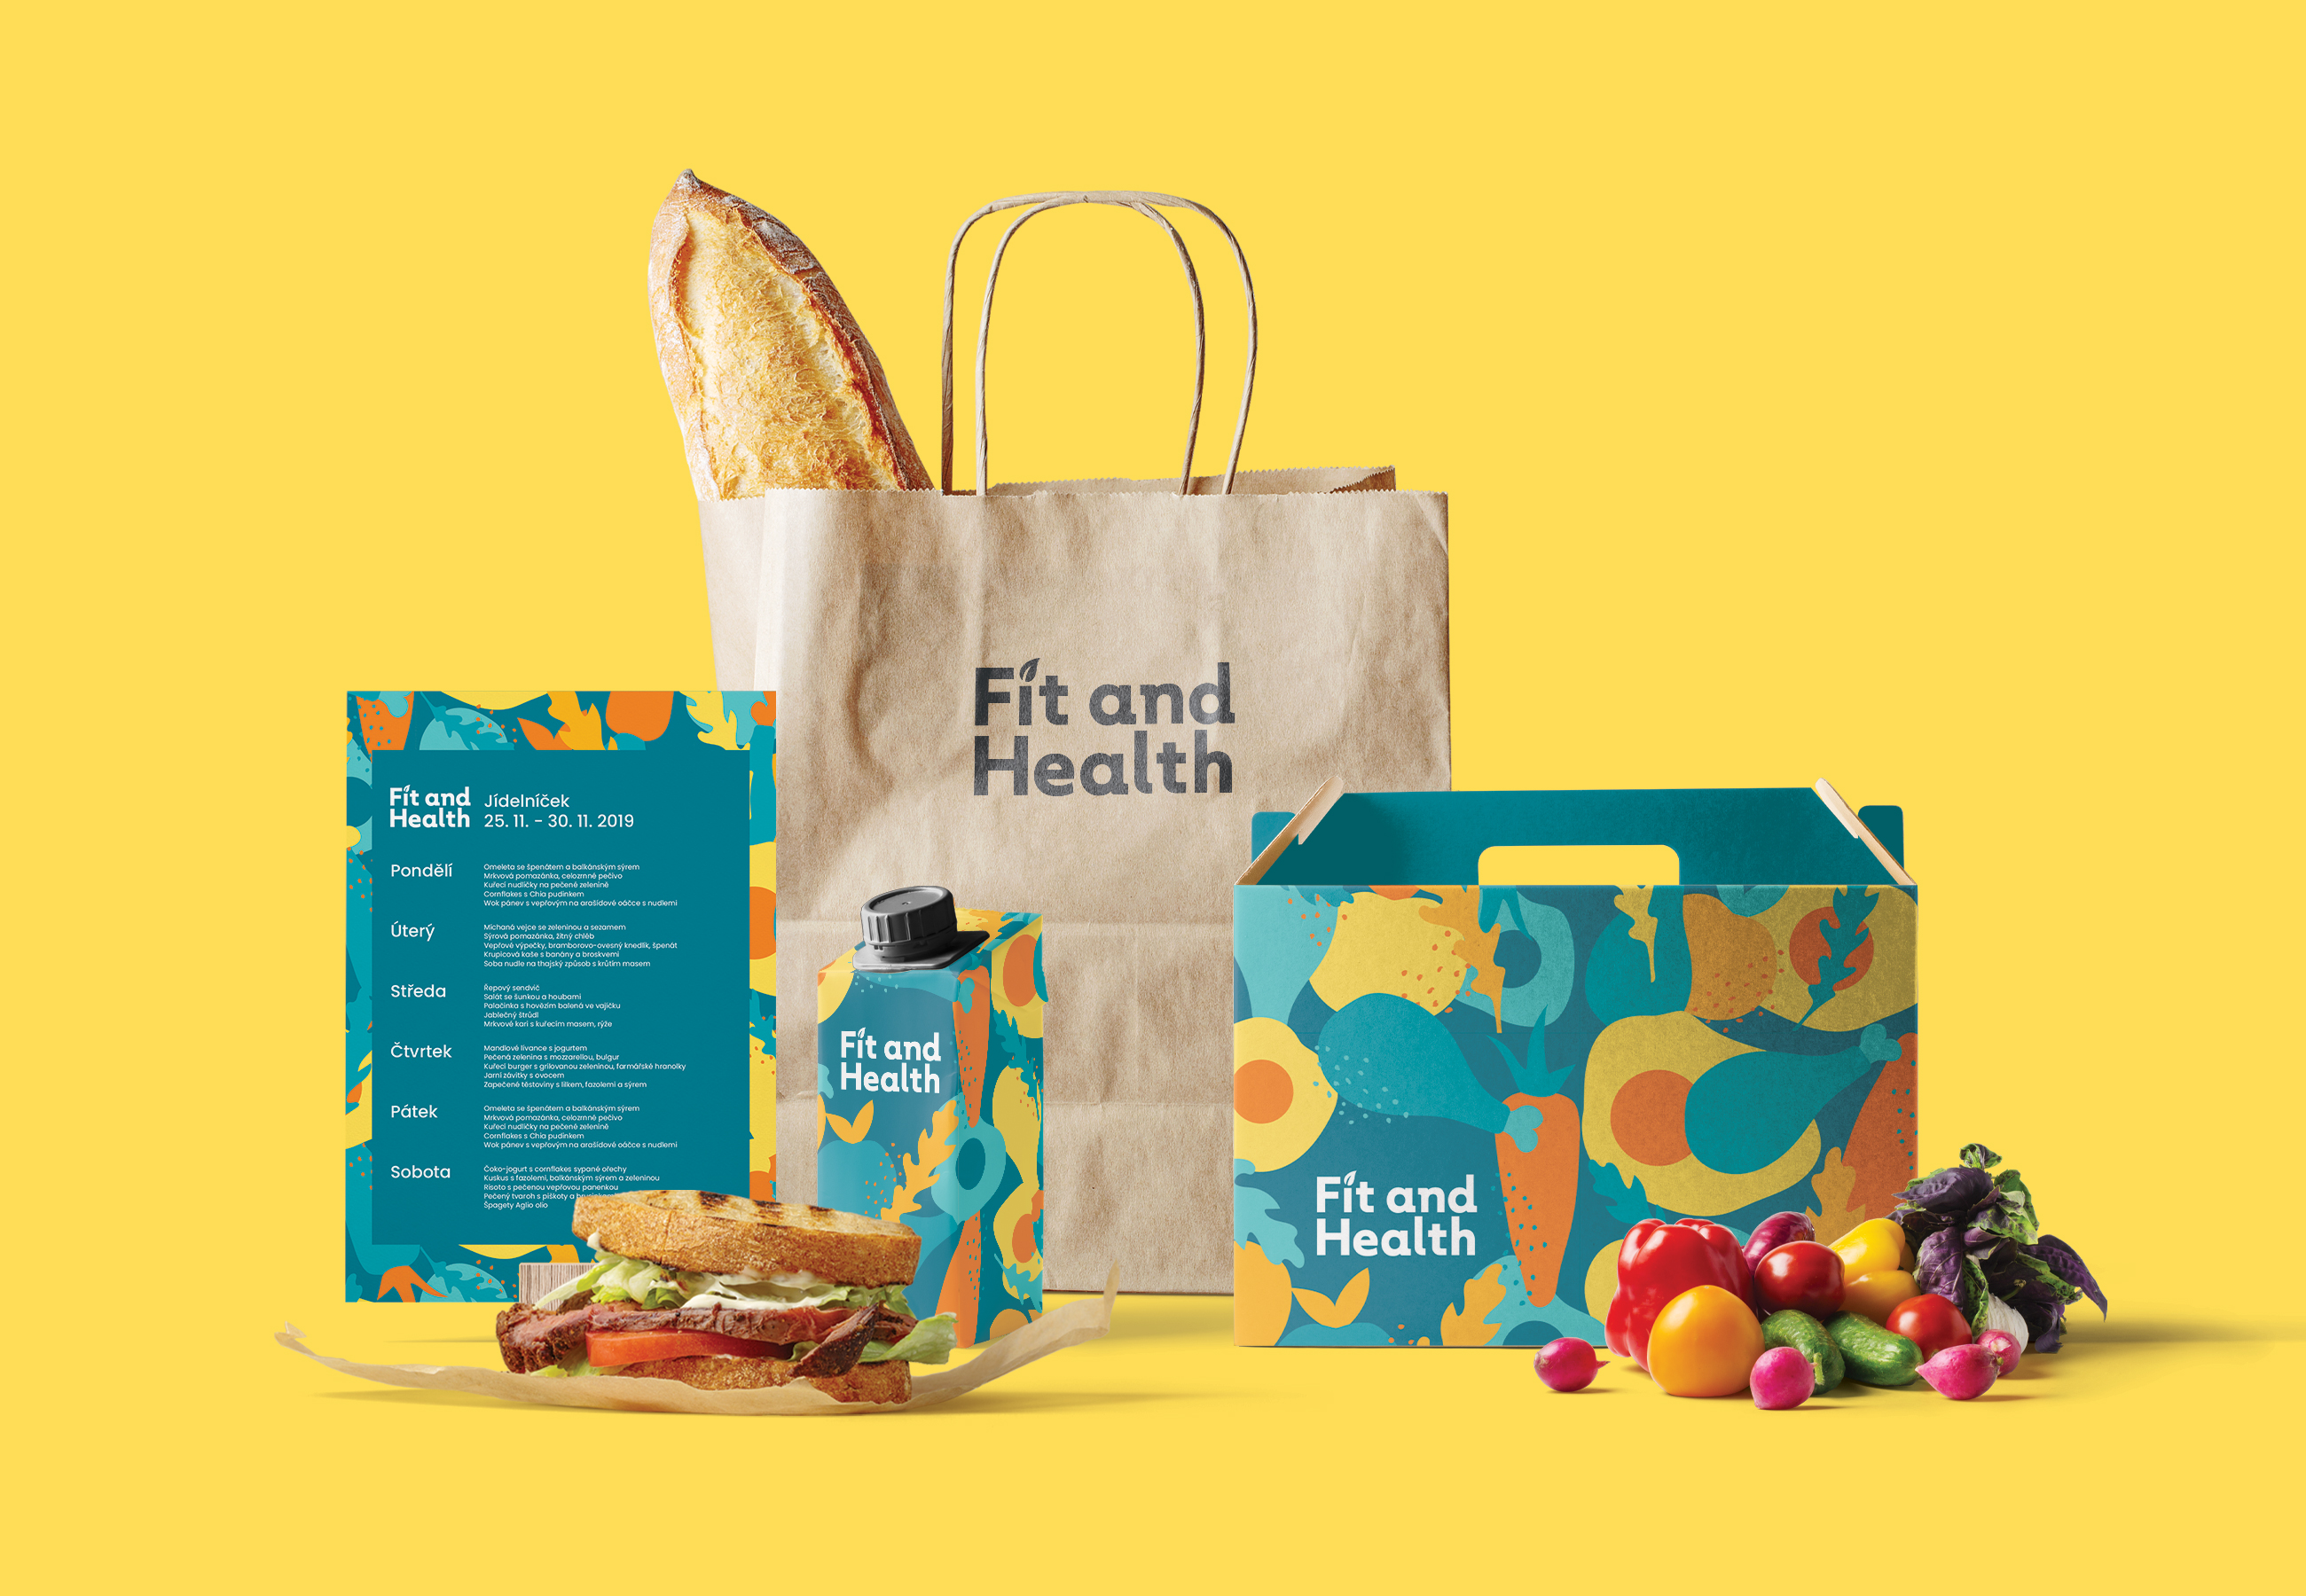 Fit and
Health
Fit and
Health
Jídelníček
25. 11. - 30. 11. 2019
Pondělí
Omeleta se špenátem a balkánským sýrem
Mrkvová pomazánka, celozrnné pečivo
Kuřecí nudličky na pečené zelenině
Cornflakes s Chia pudinkem
Wok pánev s vepřovým na arašídové oáčce s nudlemi
Úterý
Míchaná vejce se zeleninou a sezamem
Sýrová pomazánka, žitný chléb
Vepřové výpečky, bramborovo-ovesný knedlík, špenát
Krupicová kaše s banány a broskvemi
Soba nudle na thajský způsob s krůtím masem
Středa
Řepový sendvič
Salát se šunkou a houbami
Palačinka s hovězím balená ve vajíčku
Jablečný štrúdl
Mrkvové kari s kuřecím masem, rýže
Čtvrtek
Mandlové lívance s jogurtem
Pečená zelenina s mozzarellou, bulgur
Kuřecí burger s grilovanou zeleninou, farmářské hranolky
Jarní závitky s ovocem
Zapečené těstoviny s lilkem, fazolemi a sýrem
Pátek
Omeleta se špenátem a balkánským sýrem
Mrkvová pomazánka, celozrnné pečivo
Kuřecí nudličky na pečené zelenině
Cornflakes s Chia pudinkem
Wok pánev s vepřovým na arašídové oáčce s nudlemi
Sobota
Čoko-jogurt s cornflakes sypané ořechy
Kuskus s fazolemi, balkánským sýrem a zeleninou
Risoto s pečenou vepřovou panenkou
Pečený tvaroh s piškoty a
Špagety Aglio olio
Fit and
Health
Fit and
Health